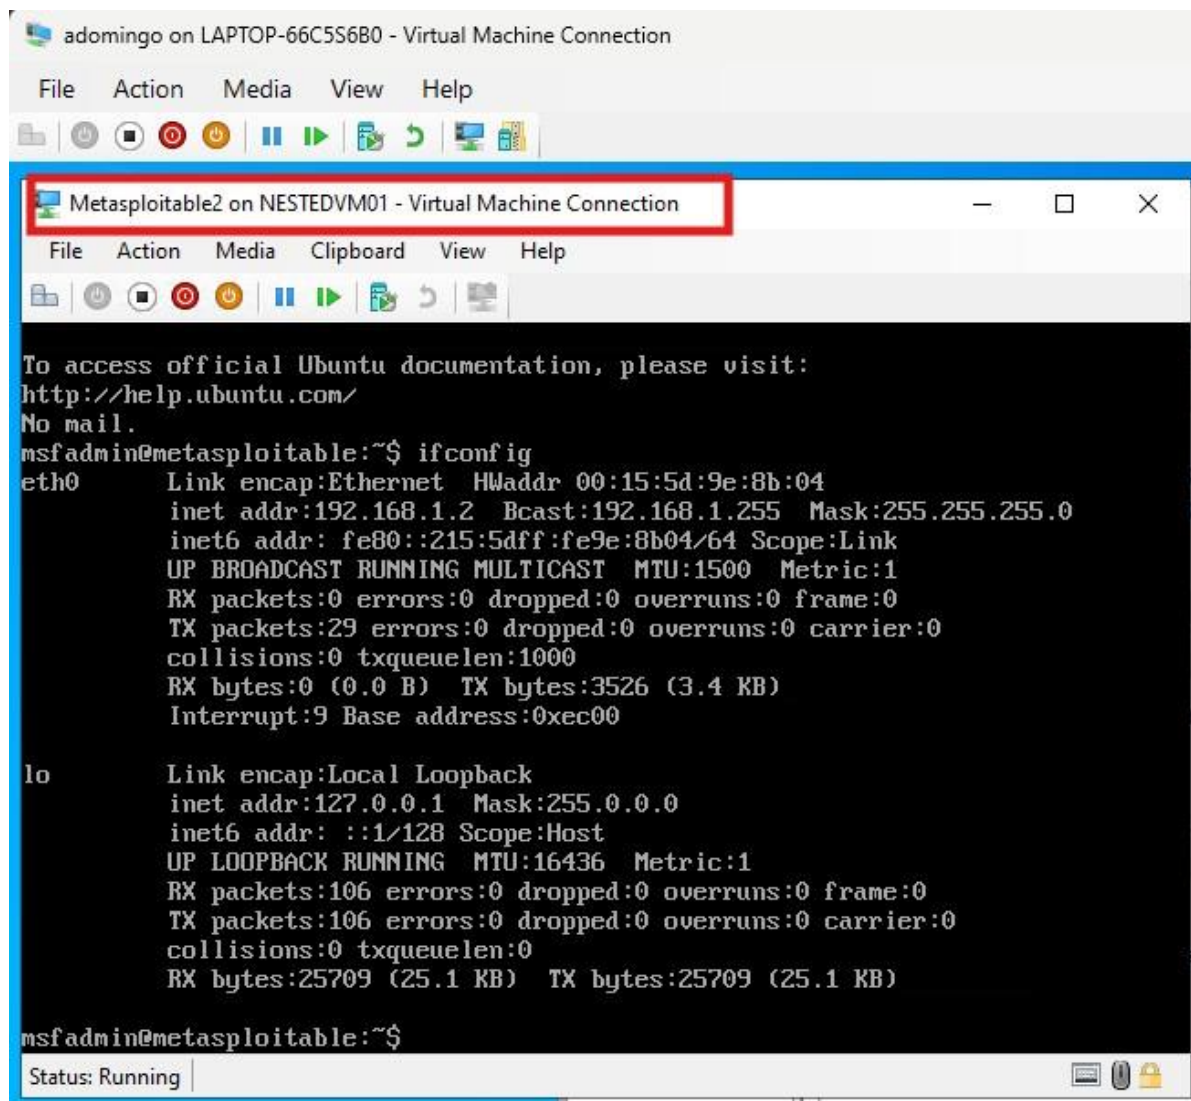 adomingo on LAPTOP-66C5S6B0 - Virtual Machine Connection
File Action Media View Help
Metasploitable2 on NESTEDVM01 - Virtual Machine Connection
File Action Media Clipboard View Help
To access official Ubuntu documentation, please visit:
http://help.ubuntu.com/
No mail.
msfadmin@metasploitable:~$ ifconfig
eth0 Link encap:Ethernet HWaddr 00:15:5d:9e:8b:04
inet addr:192.168.1.2 Bcast:192.168.1.255 Mask:255.255.255.0
inet6 addr: fe80::215:5dff:fe9e:8b04/64 Scope:Link
UP BROADCAST RUNNING MULTICAST MTU:1500 Metric:1
RX packets:0 errors:0 dropped:0 overruns:0 frame:0
TX packets:29 errors:0 dropped:0 overruns:0 carrier:0
collisions:0 txqueuelen:1000
RX bytes:0 (0.0 B) TX bytes:3526 (3.4 KB)
Interrupt:9 Base address:0xec00
lo Link encap:Local Loopback
inet addr:127.0.0.1 Mask:255.0.0.0
inet6 addr: ::1/128 Scope:Host
UP LOOPBACK RUNNING MTU:16436 Metric:1
RX packets:106 errors:0 dropped:0 overruns:0 frame:0
TX packets:106 errors:0 dropped:0 overruns:0 carrier:0
collisions:0 txqueuelen:0
RX bytes:25709 (25.1 KB) TX bytes:25709 (25.1 KB)
msfadmin@metasploitable:~$
Status: Running